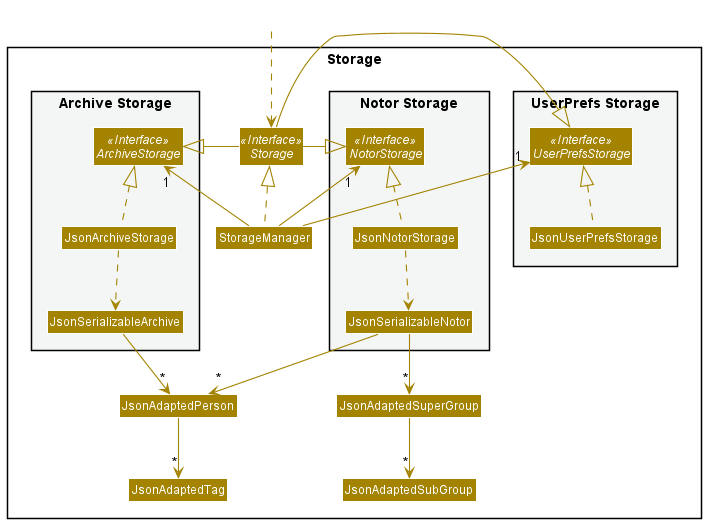 Storage
Archive Storage
Notor Storage
UserPrefs Storage
«Interface»
ArchiveStorage
«Interface»
Storage
«Interface»
NotorStorage
«Interface»
UserPrefsStorage
1
1
1
JsonArchiveStorage
StorageManager
JsonNotorStorage
JsonUserPrefsStorage
JsonSerializableArchive
JsonSerializableNotor
*
*
*
JsonAdaptedPerson
JsonAdaptedSuperGroup
*
*
JsonAdaptedTag
JsonAdaptedSubGroup